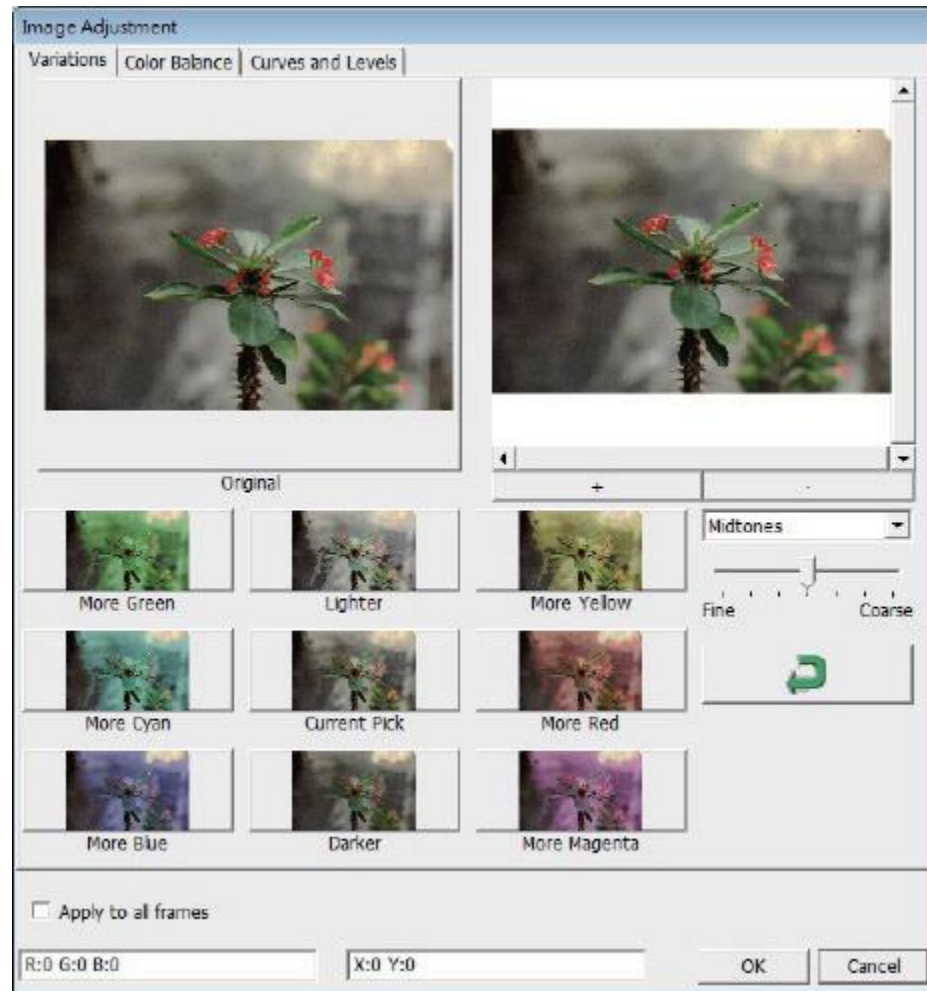 Image Adjustment
Variations
Color Balance
Curves and Levels
Original
+
-
More Green
Lighter
More Yellow
Midtones
Fine
Coarse
More Cyan
Current Pick
More Red
More Blue
Darker
More Magenta
Apply to all frames
R:0 G:0 B:0
X:0 Y:0
OK
Cancel